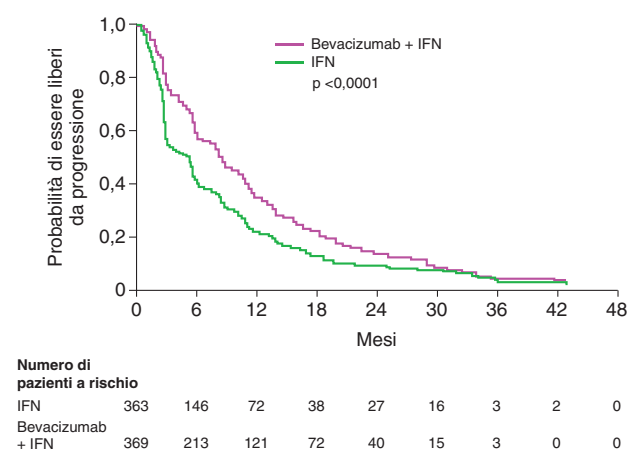 Probabilità di essere liberi
da progressione
1,0
0,8
0,6
0,4
0,2
0
Bevacizumab + IFN
IFN
p <0,0001
0 6 12 18 24 30 36 42 48
Mesi
Numero di
pazienti a rischio
IFN 363 146 72 38 27 16 3 2 0
Bevacizumab
+ IFN 369 213 121 72 40 15 3 0 0